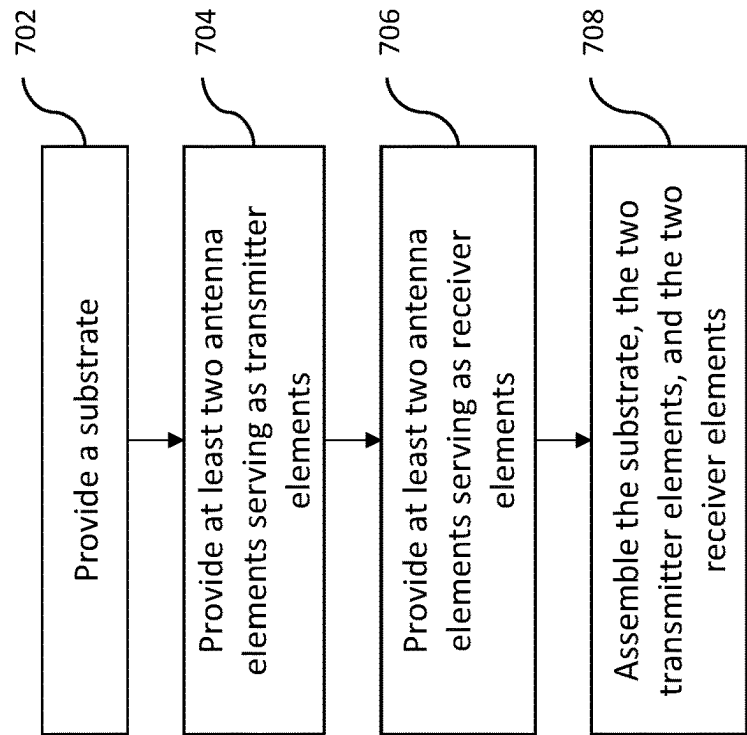 702
Provide a substrate
704
Provide at least two antenna
elements serving as transmitter
elements
706
Provide at least two antenna
elements serving as receiver
elements
708
Assemble the substrate, the two
transmitter elements, and the two
receiver elements